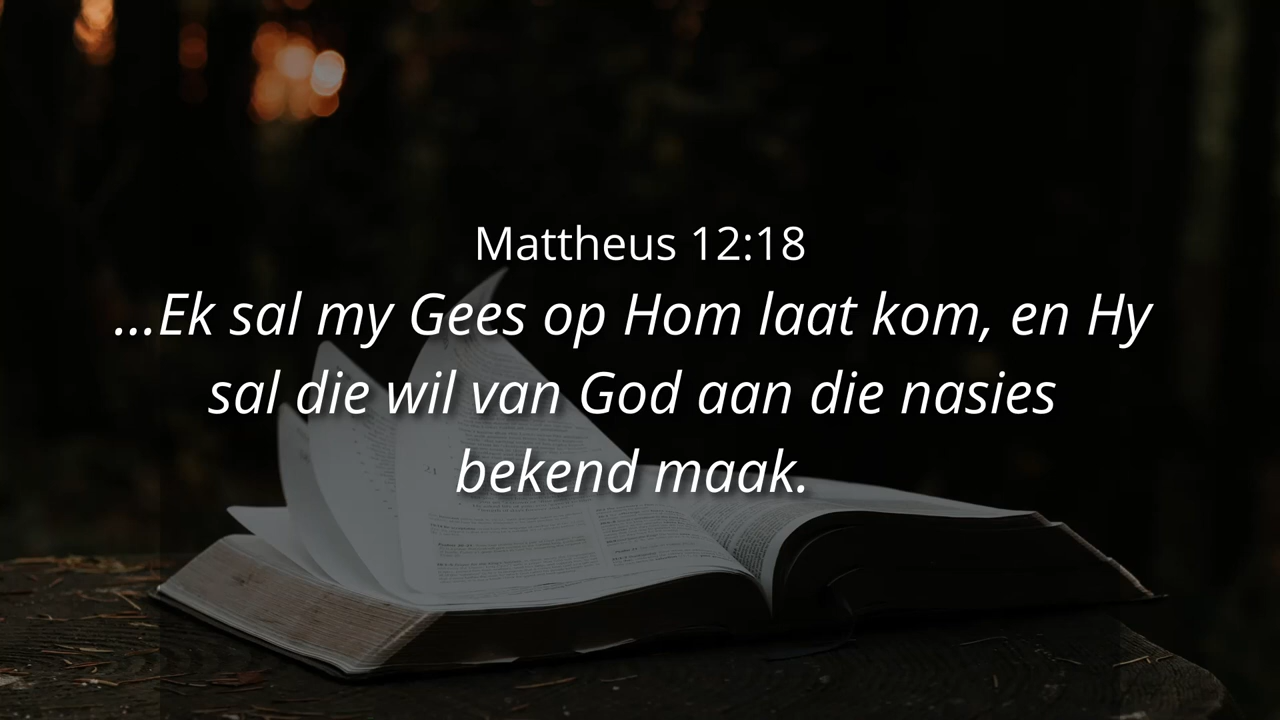 Mattheus 12:18
...Ek sal my Gees op Hom laat kom, en Hy
sal die wil van God aan die nasies
bekend maak.